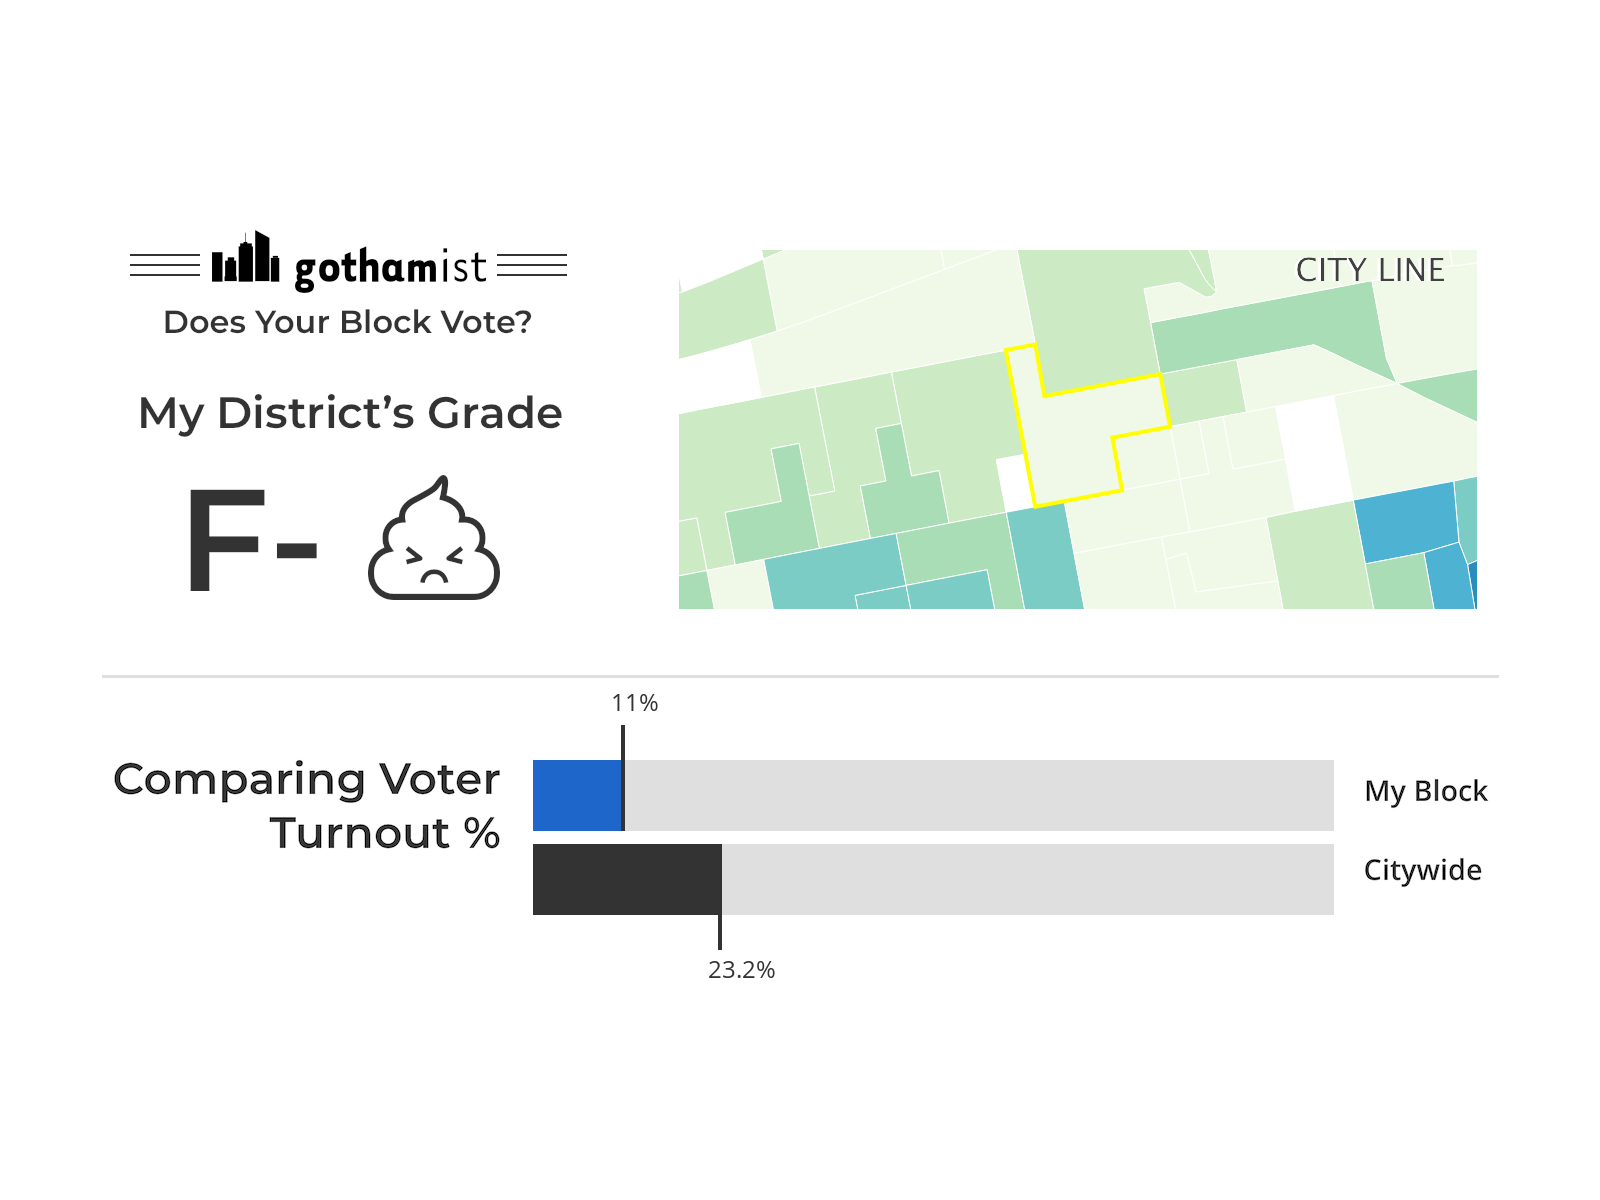 gothamist
Does Your Block Vote?
My District’s Grade
F-
CITY LINE
11%
Comparing Voter
Turnout %
My Block
Citywide
23.2%